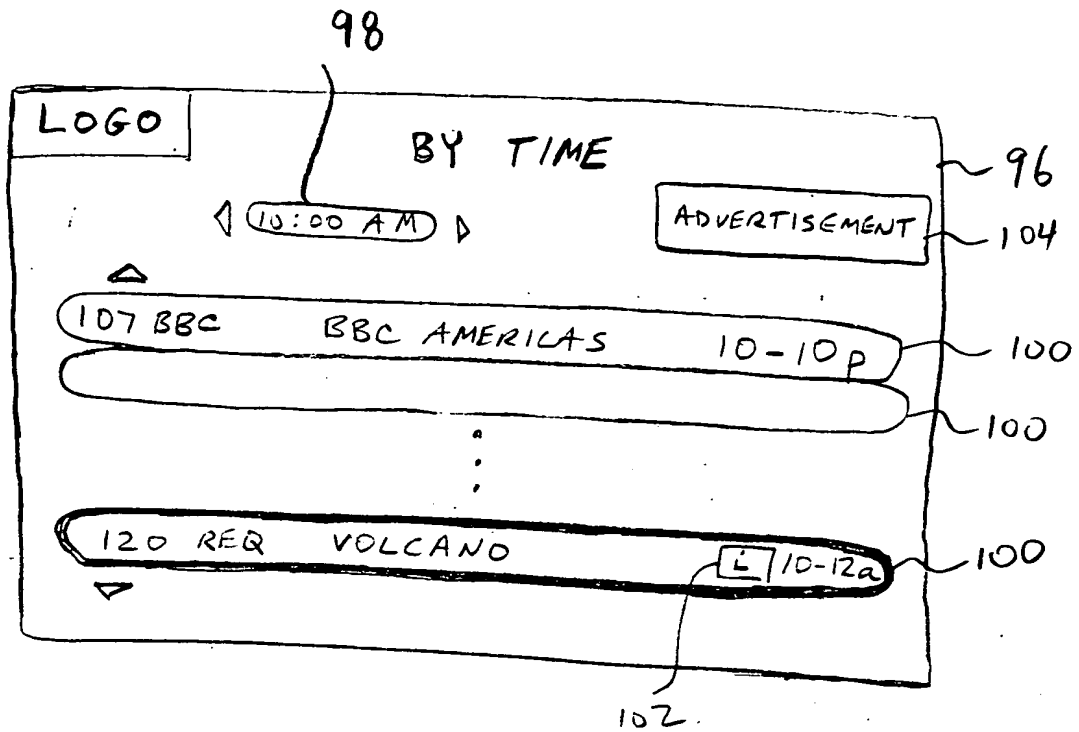 98
LOGO
BY TIME
96
10:00 AM
ADVERTISEMENT
104
107 BBC BBC AMERICAS 10-10p
100
100
120 REQ VOLCANO i 10-12a
100
102.